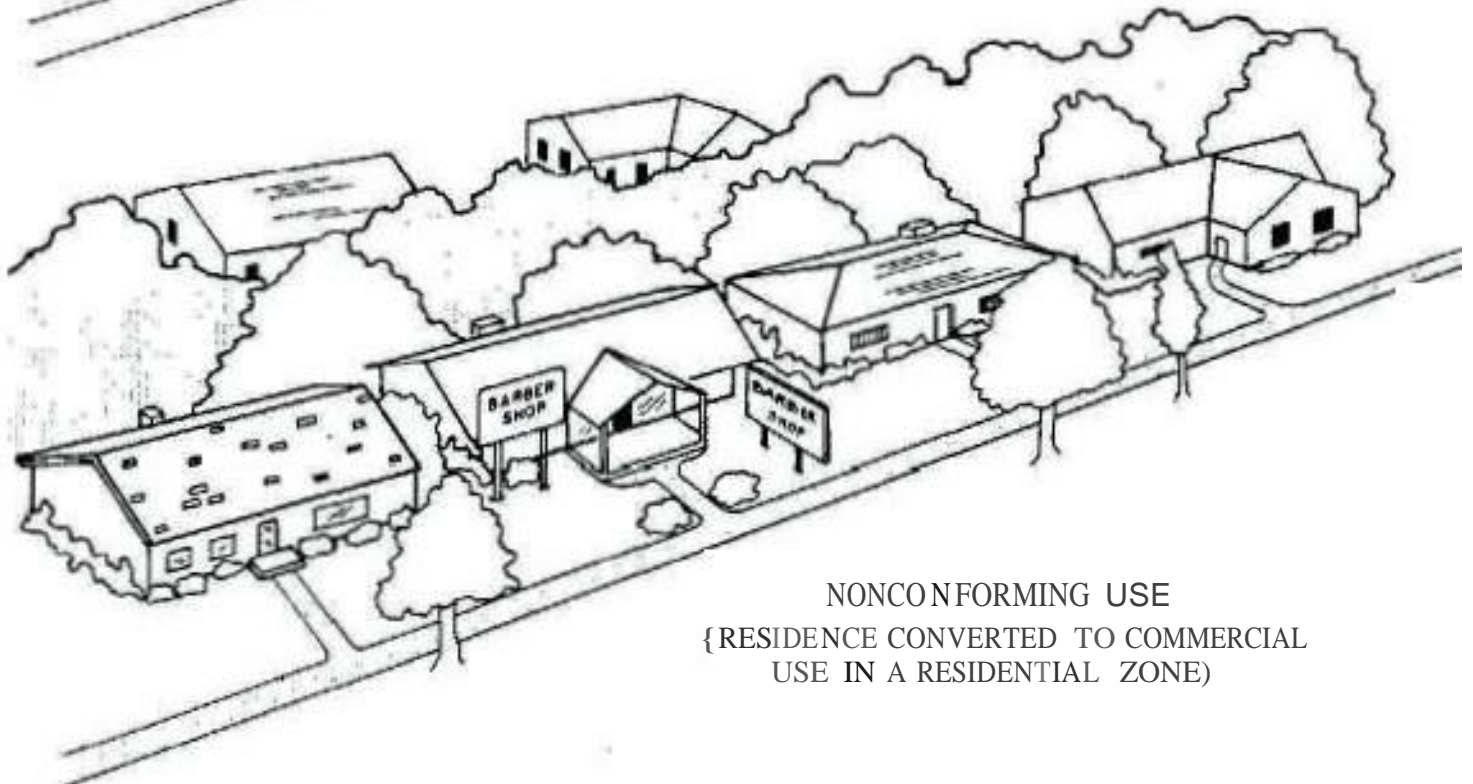 BARBER
SHOP
BARBER
SHOP
NONCONFORMING USE
{RESIDENCE CONVERTED TO COMMERCIAL
USE IN A RESIDENTIAL ZONE)